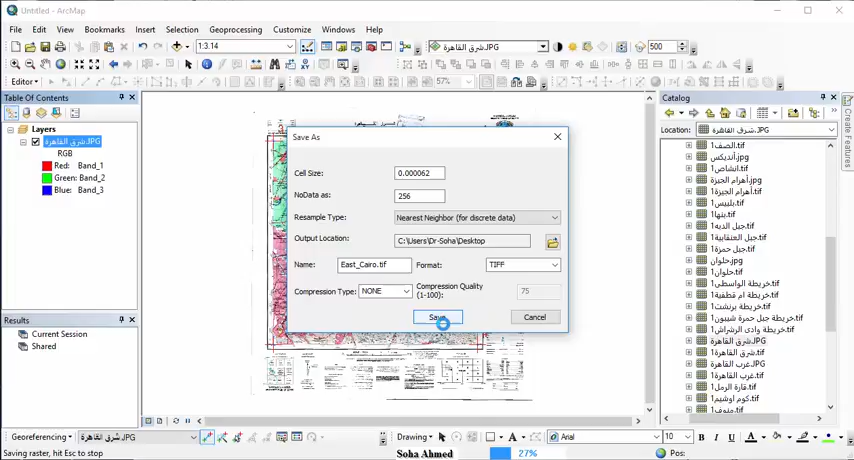 Untitled - ArcMap
File Edit View Bookmarks Insert Selection Geoprocessing Customize Windows Help
1:3.14 شرق القاهرة.JPG 500
Editor 57%
Table Of Contents
Layers
شرق القاهرة.JPG
RGB
Red: Band_1
Green: Band_2
Blue: Band_3
Results
Current Session
Shared
Save As
Cell Size: 0.000062
NoData as: 256
Resample Type: Nearest Neighbor (for discrete data)
Output Location: C:\Users\Dr-Soha\Desktop
Name: East_Cairo.tif Format: TIFF
Compression Type: NONE Compression Quality (1-100): 75
Save Cancel
Catalog
Location: شرق القاهرة.JPG
الصف1.tif
ألنديكس.jpg
انشاص1.tif
أهرام الجيزة.jpg
أهرام الجيزة1.tif
بلبيس1.tif
بنها1.tif
جبل الديه1.tif
جبل العنقابية1.tif
جبل حمزة1.tif
حلوان.jpg
حلوان1.tif
خريطة الواسطى1.tif
خريطة ام قطفية1.tif
خريطة برنشت1.tif
خريطة جبل حمزة شيبون1.tif
خريطة وادى الرشراش1.tif
شرق القاهرة.JPG
شرق القاهرة1.tif
غرب القاهرة.JPG
غرب القاهرة1.tif
قارة الرمل1.tif
كوم اوشيم1.tif
منوف1.tif
Create Features
Georeferencing شرق القاهرة.JPG Drawing A Arial 10 B I U A
Saving raster, hit Esc to stop Soha Ahmed 27% Pos: